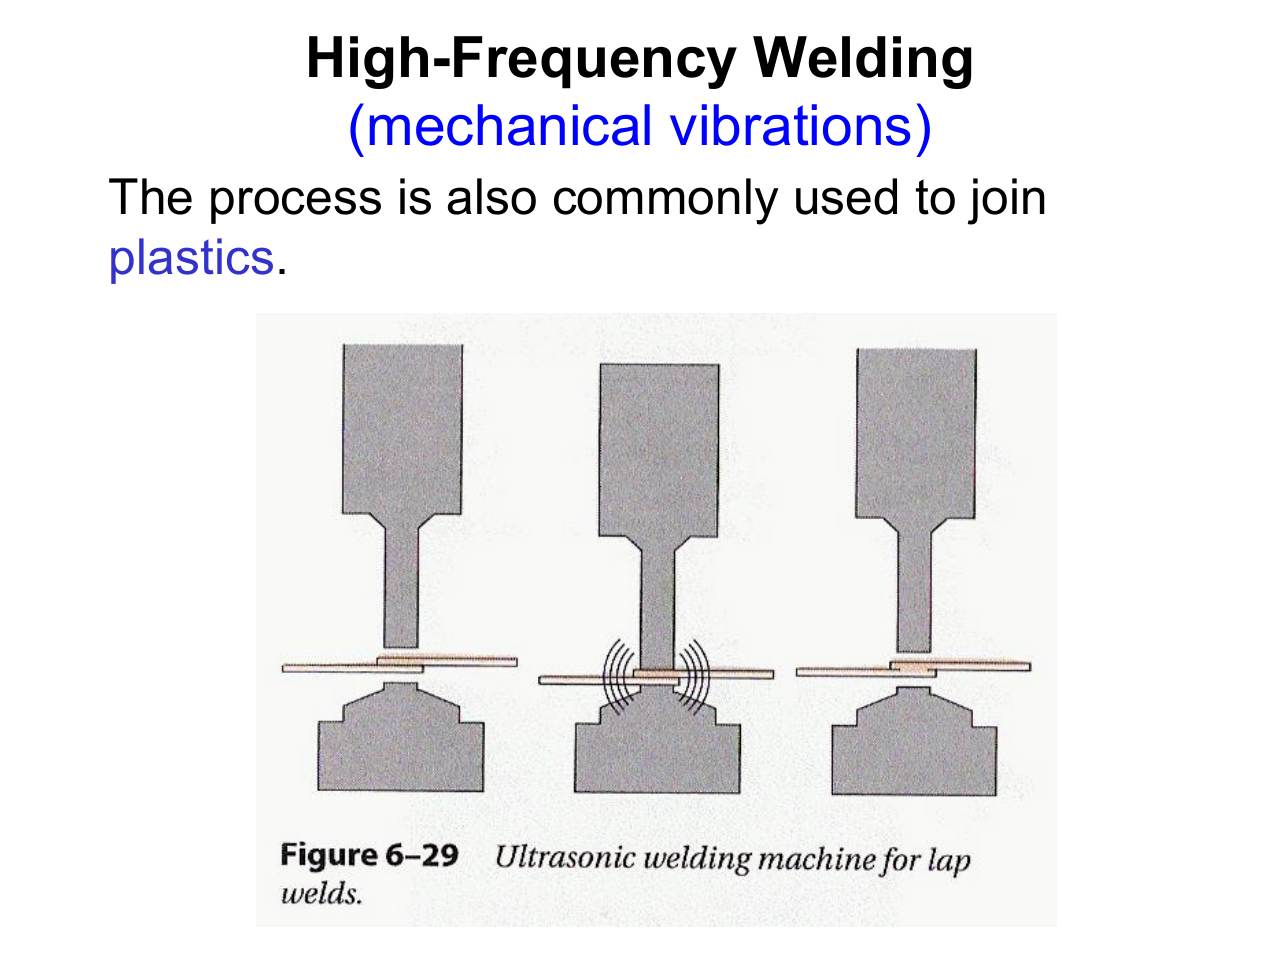 High-Frequency Welding
(mechanical vibrations)
The process is also commonly used to join
plastics.
Figure 6–29 Ultrasonic welding machine for lap
welds.